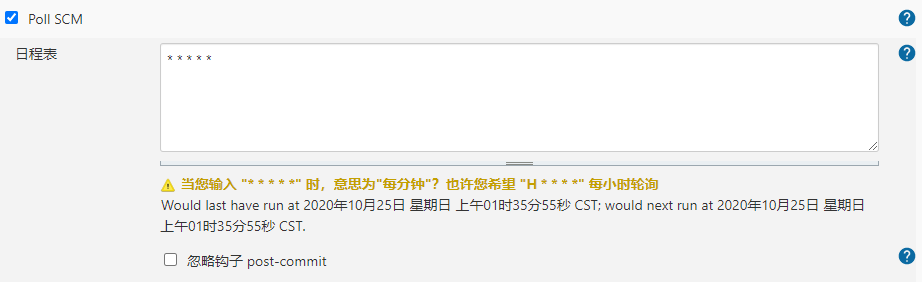 Poll SCM
日程表
* * * * *
当您输入 "* * * * *" 时，意思为"每分钟"？也许您希望 "H * * * *" 每小时轮询
Would last have run at 2020年10月25日 星期日 上午01时35分55秒 CST; would next run at 2020年10月25日 星期日
上午01时35分55秒 CST.
忽略钩子 post-commit